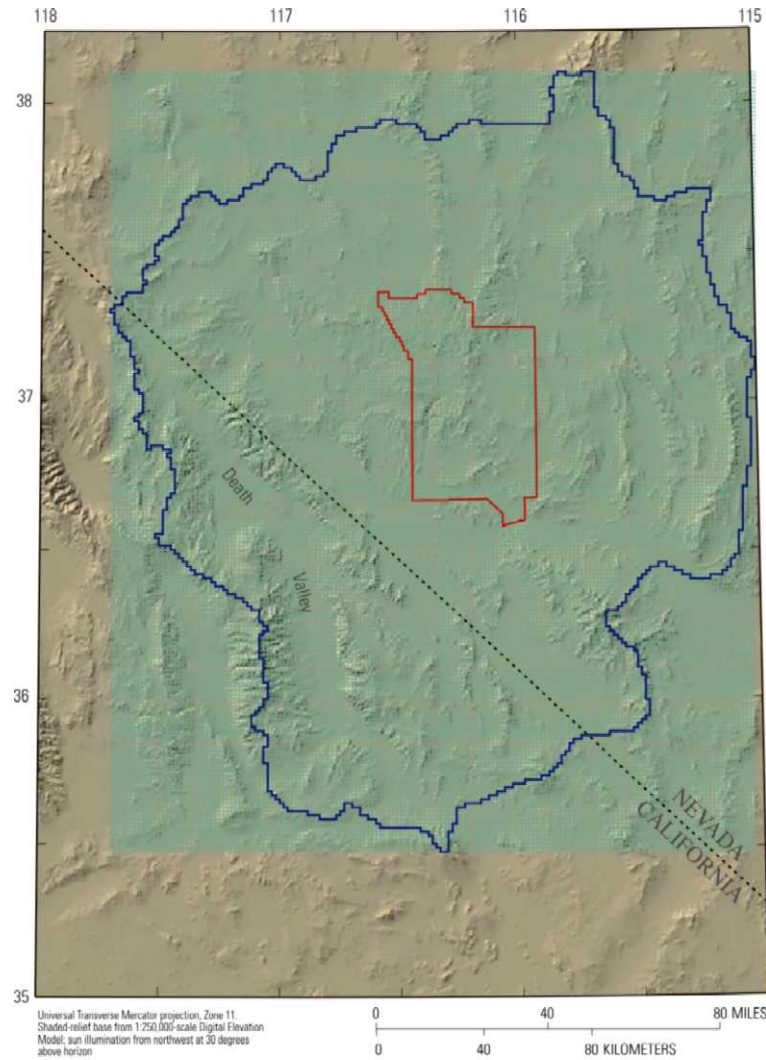 118 117 116 115
38
37
Death
Valley
36
NEVADA
CALIFORNIA
35
Universal Transverse Mercator projection, Zone 11.
Shaded-relief base from 1:250,000-scale Digital Elevation
Model; sun illumination from northwest at 30 degrees
above horizon
0 40 80 MILES
0 40 80 KILOMETERS